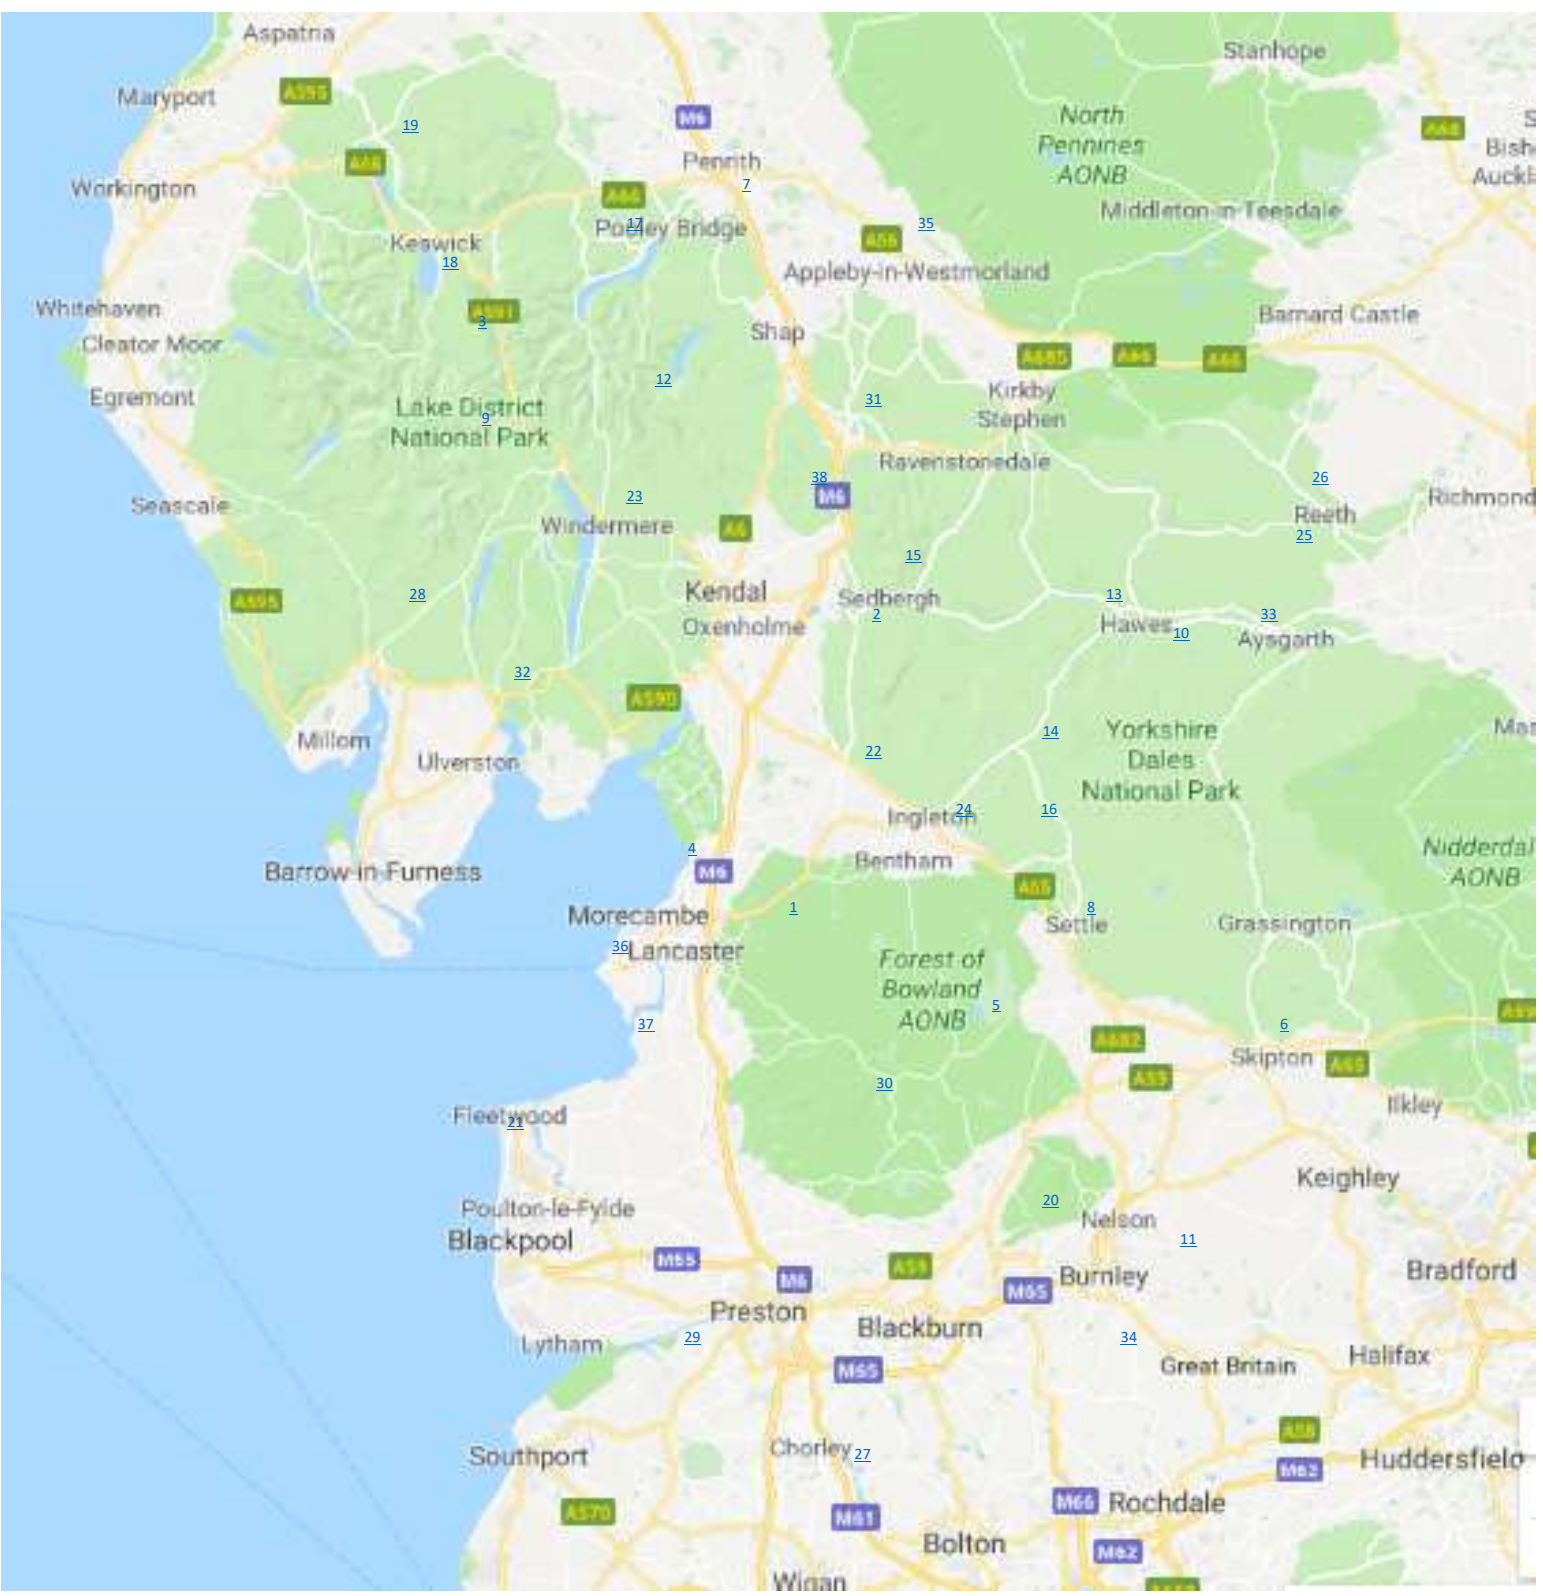 Aspatria
Stanhope
Maryport
A595
M6
North
Pennines
AONB
A68
19
Penrith
A66
Workington
7
A66
Middleton-in-Teesdale
17
Pooley Bridge
35
A66
Keswick
18
Appleby-in-Westmorland
Whitehaven
A591
3
Barnard Castle
Shap
Cleator Moor
A685
A66
A66
12
Egremont
31
Kirkby
Stephen
Lake District
National Park
9
Ravenstonedale
38
M6
26
23
Richmond
Seascale
Windermere
A6
Reeth
25
15
Kendal
Sedbergh
2
A595
28
13
Hawes
10
33
Aysgarth
Oxenholme
32
A590
Millom
14
Yorkshire
Dales
National Park
Ulverston
22
24
Ingleton
16
4
M6
Bentham
Nidderdal
AONB
Barrow-in-Furness
A65
1
8
Morecambe
Settle
Grassington
36
Lancaster
Forest of
Bowland
AONB
5
37
6
A682
Skipton
A65
A59
30
Ilkley
Fleetwood
21
Keighley
20
Poulton-le-Fylde
Nelson
Blackpool
11
M55
M6
A59
Bradford
M65
Burnley
Preston
Blackburn
29
34
Lytham
Halifax
Great Britain
M65
A58
Southport
Chorley
27
M62
Huddersfield
M66
Rochdale
A570
M61
Bolton
M62
Wigan